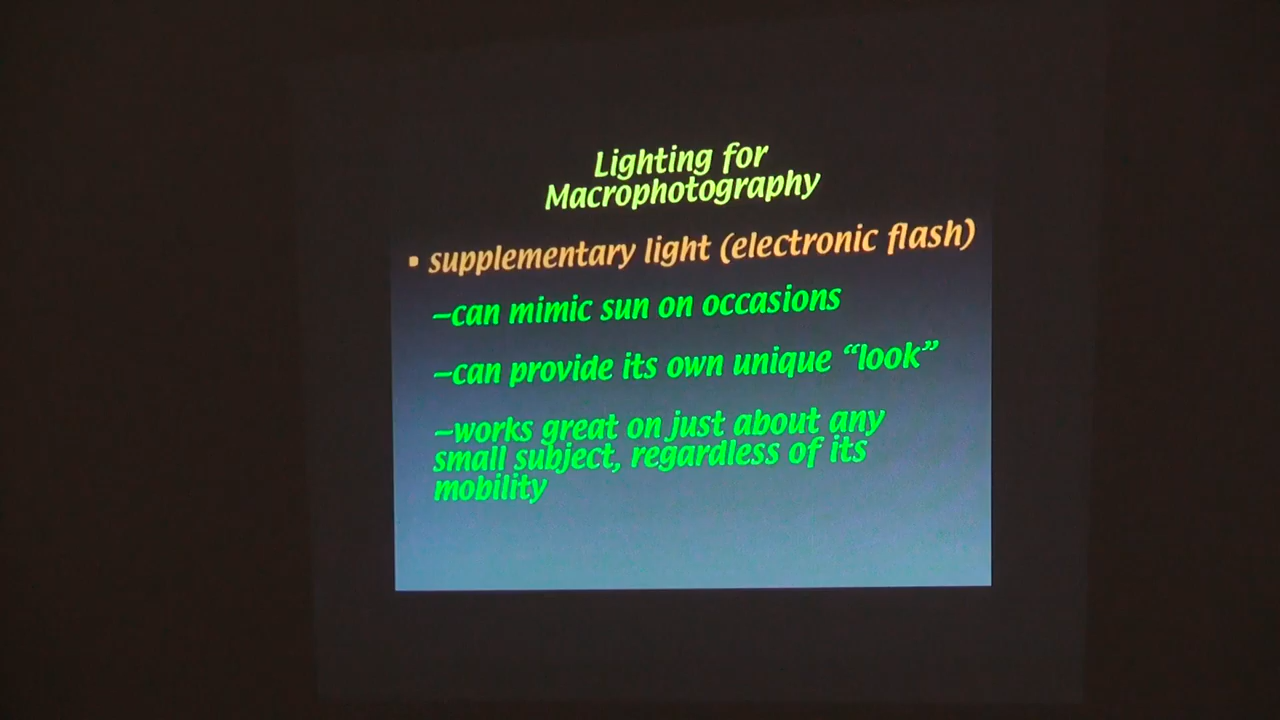 Lighting for
Macrophotography
• supplementary light (electronic flash)
–can mimic sun on occasions
–can provide its own unique “look”
–works great on just about any
small subject, regardless of its
mobility